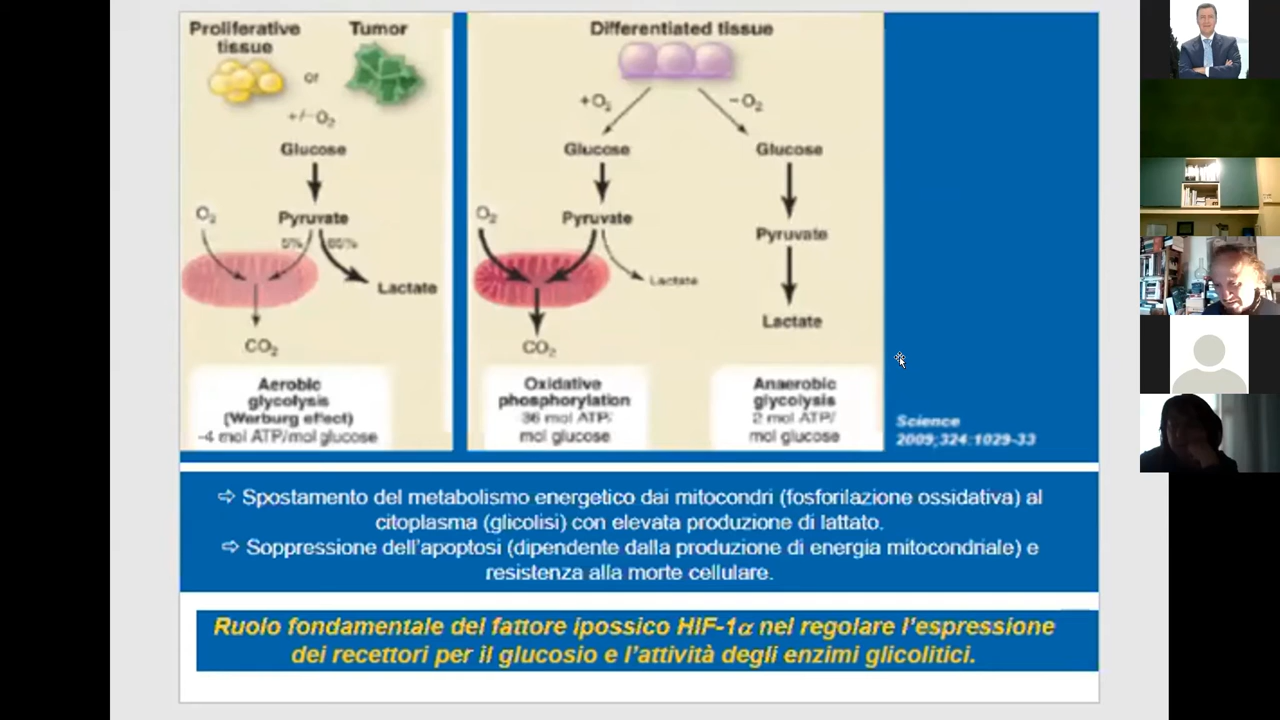 Proliferative
tissue
or
Tumor
+/− O₂
Glucose
O₂
Pyruvate
5%
85%
Lactate
CO₂
Aerobic
glycolysis
(Warburg effect)
~4 mol ATP/mol glucose
Differentiated tissue
+O₂
−O₂
Glucose
O₂
Pyruvate
Lactate
CO₂
Oxidative
phosphorylation
~36 mol ATP/
mol glucose
Glucose
Pyruvate
Lactate
Anaerobic
glycolysis
2 mol ATP/
mol glucose
Science
2009;324:1029-33
⇨ Spostamento del metabolismo energetico dai mitocondri (fosforilazione ossidativa) al
citoplasma (glicolisi) con elevata produzione di lattato.
⇨ Soppressione dell'apoptosi (dipendente dalla produzione di energia mitocondriale) e
resistenza alla morte cellulare.
Ruolo fondamentale del fattore ipossico HIF-1α nel regolare l'espressione
dei recettori per il glucosio e l'attività degli enzimi glicolitici.